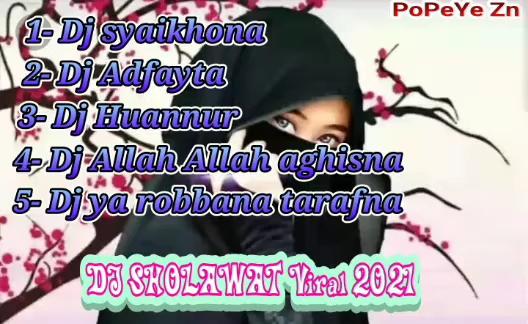 PoPeYe Zn
1- Dj syaikhona
2- Dj Adfayta
3- Dj Huannur
4- Dj Allah Allah aghisna
5- Dj ya robbana tarafna
DJ SHOLAWAT Viral 2021